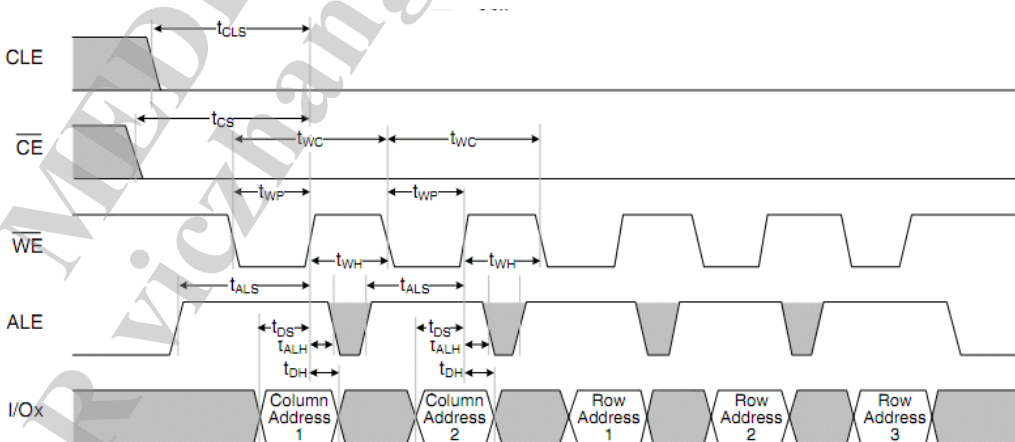 tCLS
CLE
tCS
CE
tWC
tWC
tWP
tWP
WE
tWH
tWH
tALS
tALS
ALE
tDS
tDS
tALH
tALH
tDH
tDH
I/Ox
Column
Address
1
Column
Address
2
Row
Address
1
Row
Address
2
Row
Address
3
viczhang